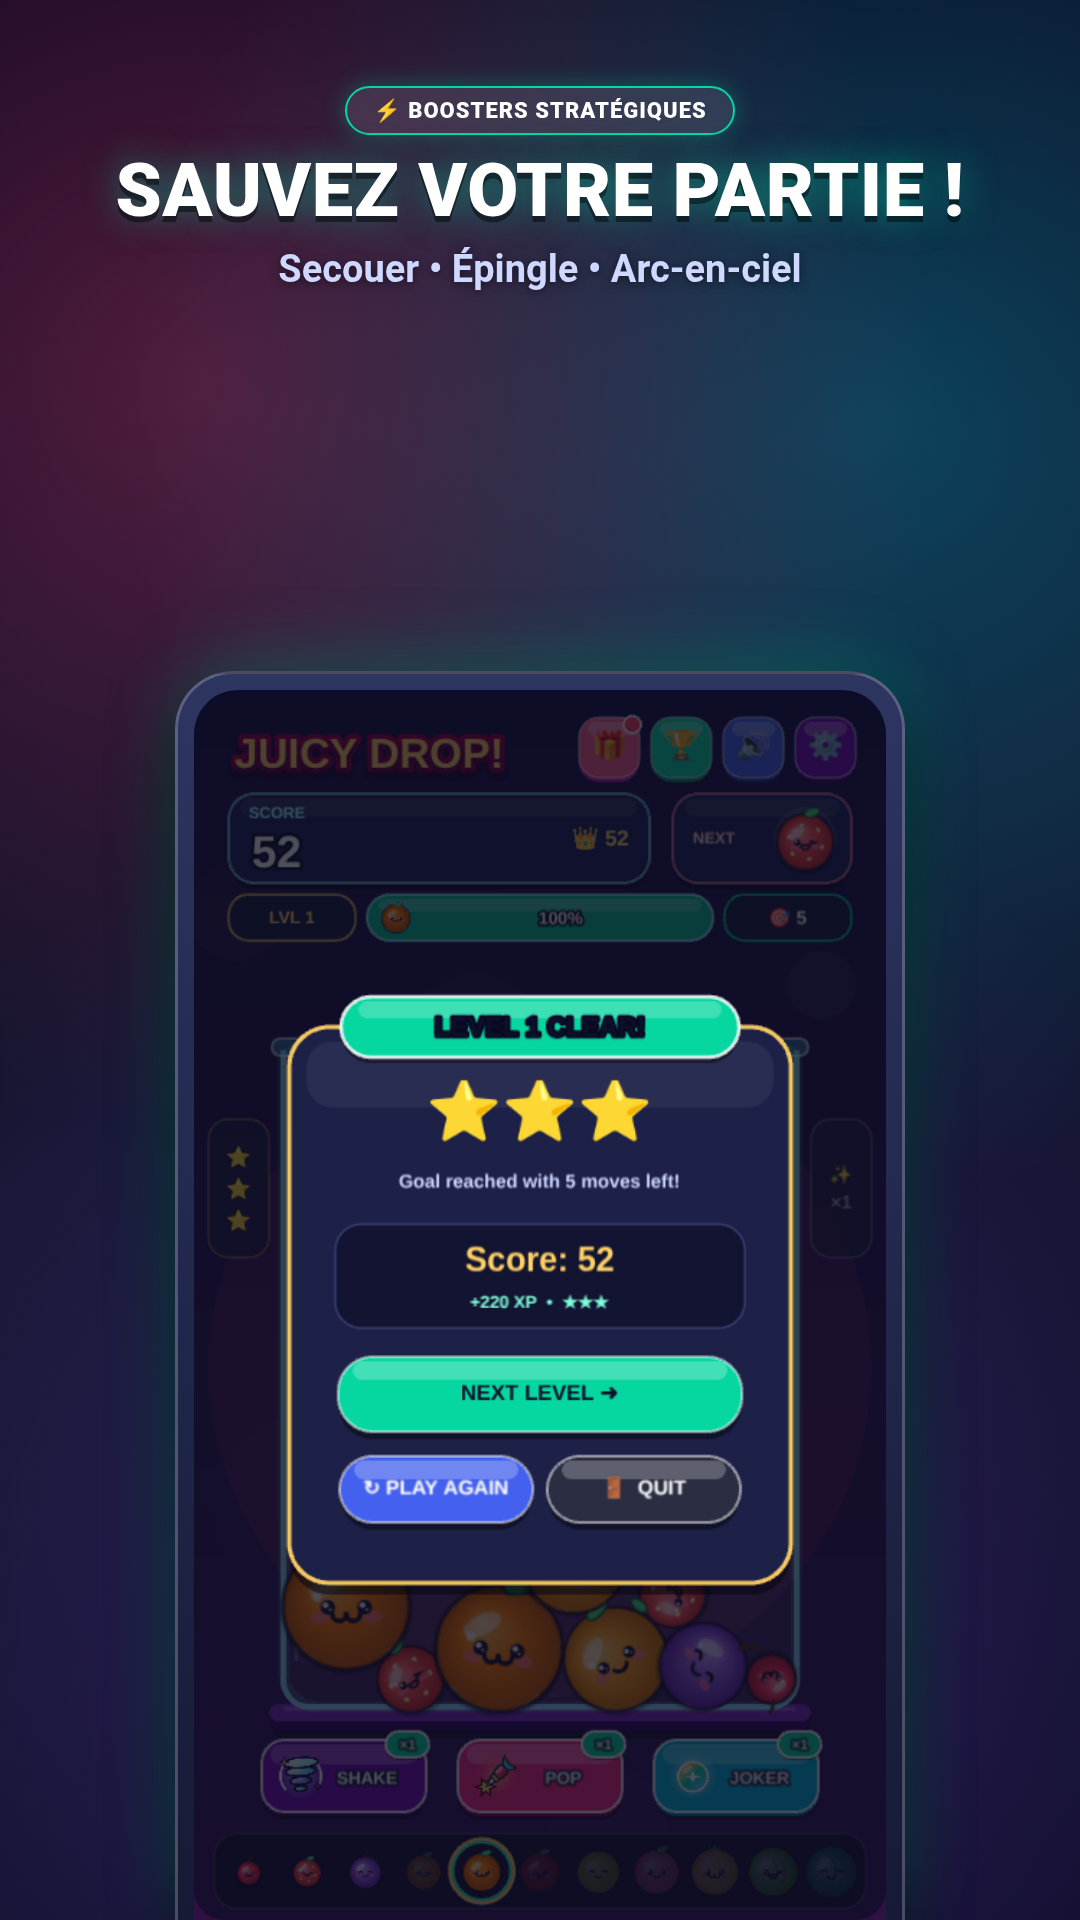 ⚡ BOOSTERS STRATÉGIQUES
SAUVEZ VOTRE PARTIE !
Secouer • Épingle • Arc-en-ciel
JUICY DROP!
SCORE
52
👑 52
NEXT
LVL 1
100%
🎯 5
LEVEL 1 CLEAR!
Goal reached with 5 moves left!
✨
×1
Score: 52
+220 XP • ★★★
NEXT LEVEL ➜
↻ PLAY AGAIN
🚪 QUIT
×1
×1
×1
SHAKE
POP
JOKER